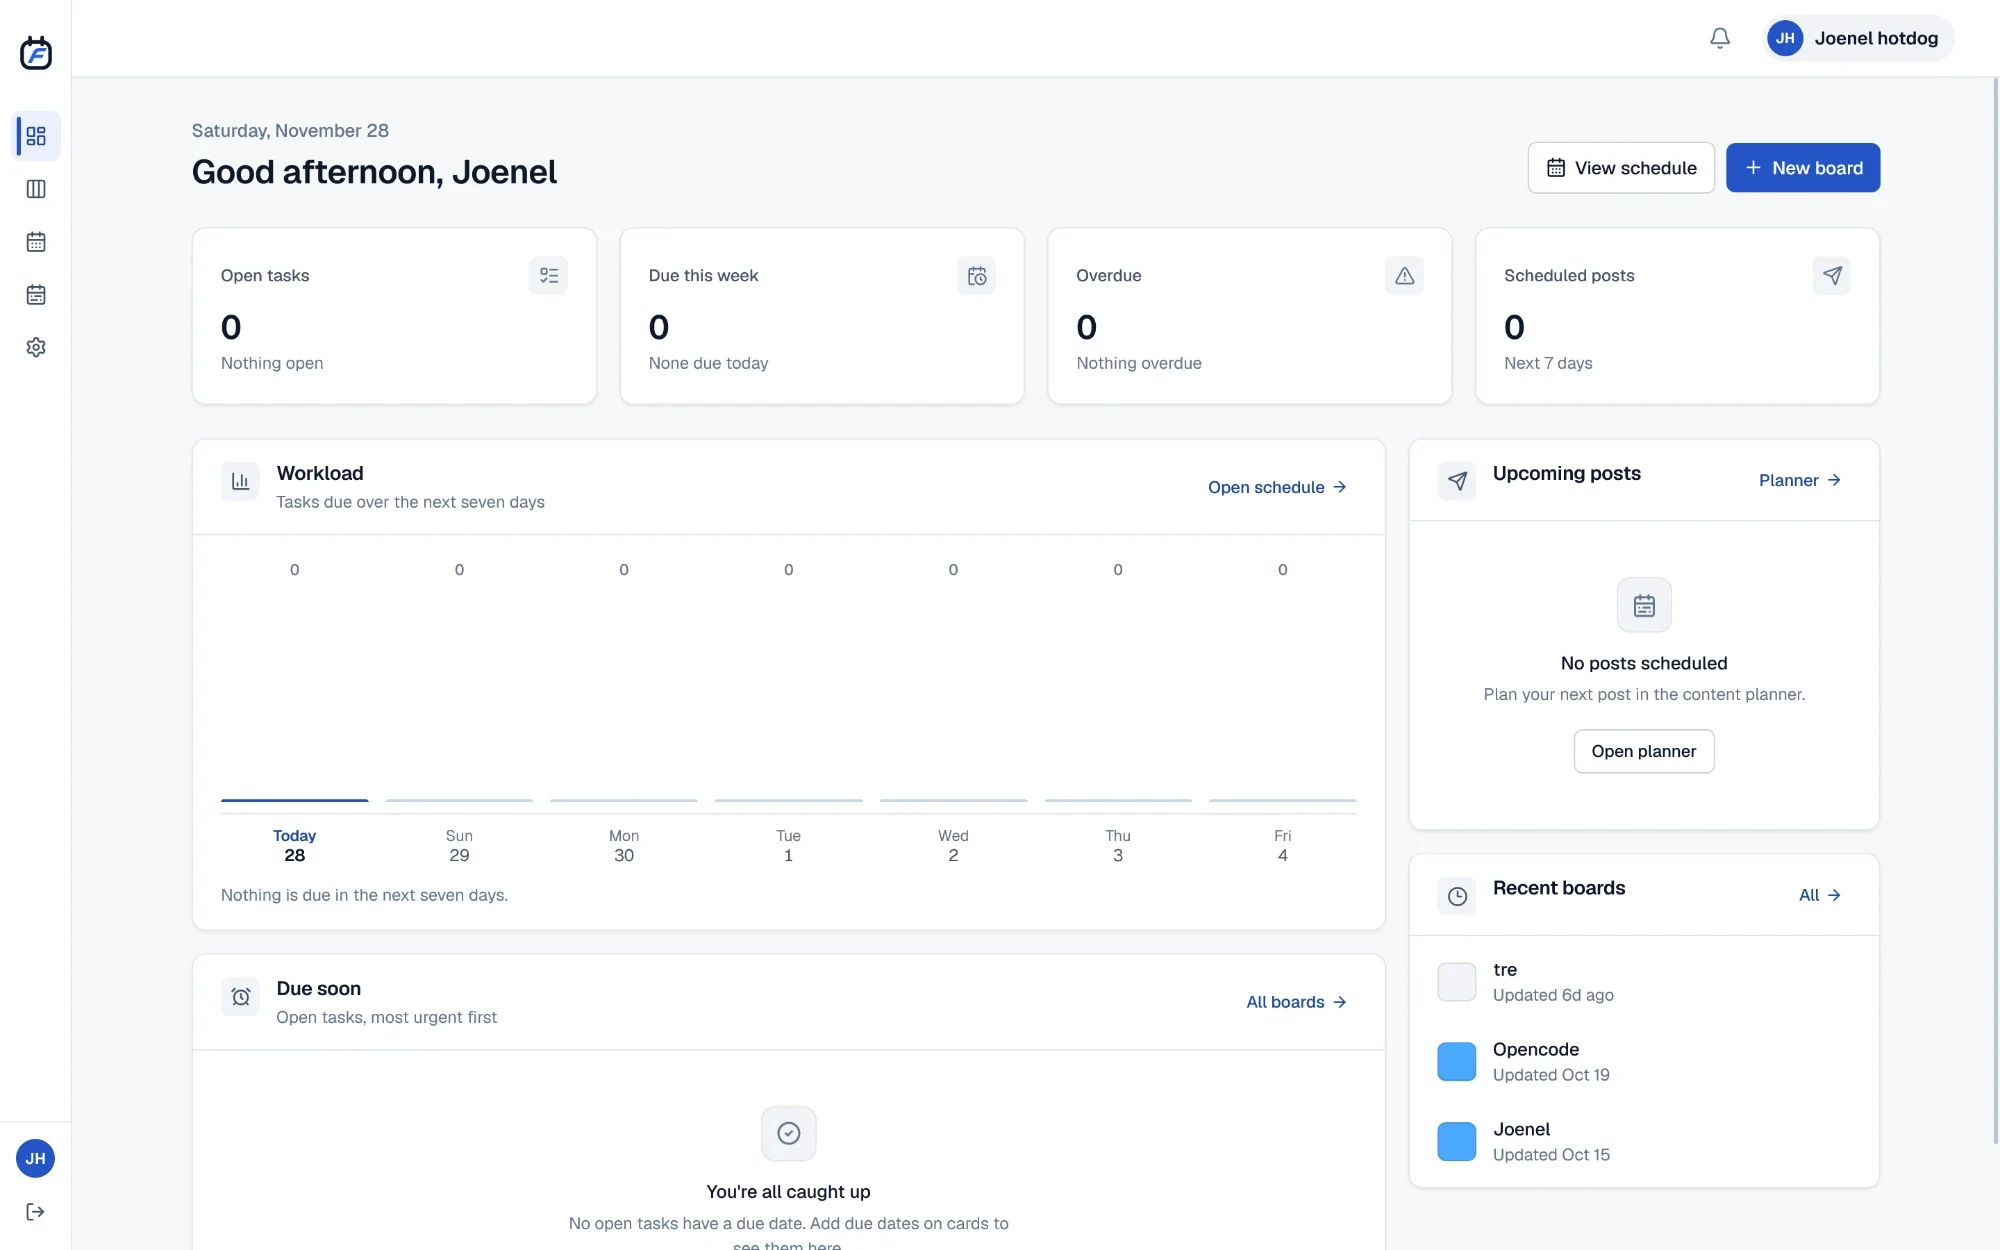 JH
Joenel hotdog
Saturday, November 28
Good afternoon, Joenel
View schedule
New board
Open tasks
0
Nothing open
Due this week
0
None due today
Overdue
0
Nothing overdue
Scheduled posts
0
Next 7 days
Workload
Tasks due over the next seven days
Open schedule
0 0 0 0 0 0 0
Today Sun Mon Tue Wed Thu Fri
28 29 30 1 2 3 4
Nothing is due in the next seven days.
Upcoming posts
Planner
No posts scheduled
Plan your next post in the content planner.
Open planner
Due soon
Open tasks, most urgent first
All boards
You're all caught up
No open tasks have a due date. Add due dates on cards to
see them here.
Recent boards
All
tre
Updated 6d ago
Opencode
Updated Oct 19
Joenel
Updated Oct 15
JH